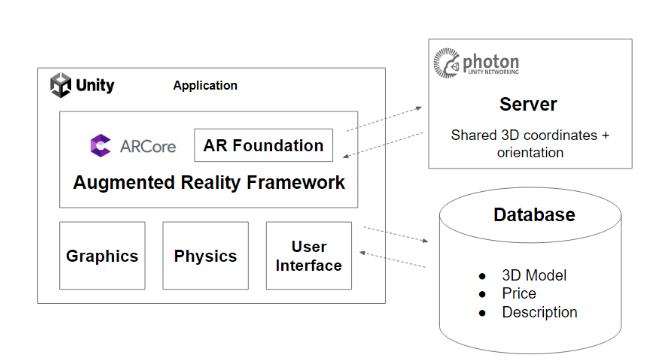 Unity
Application
ARCore
AR Foundation
Augmented Reality Framework
Graphics
Physics
User
Interface
photon
UNITY NETWORKING
Server
Shared 3D coordinates +
orientation
Database
● 3D Model
● Price
● Description